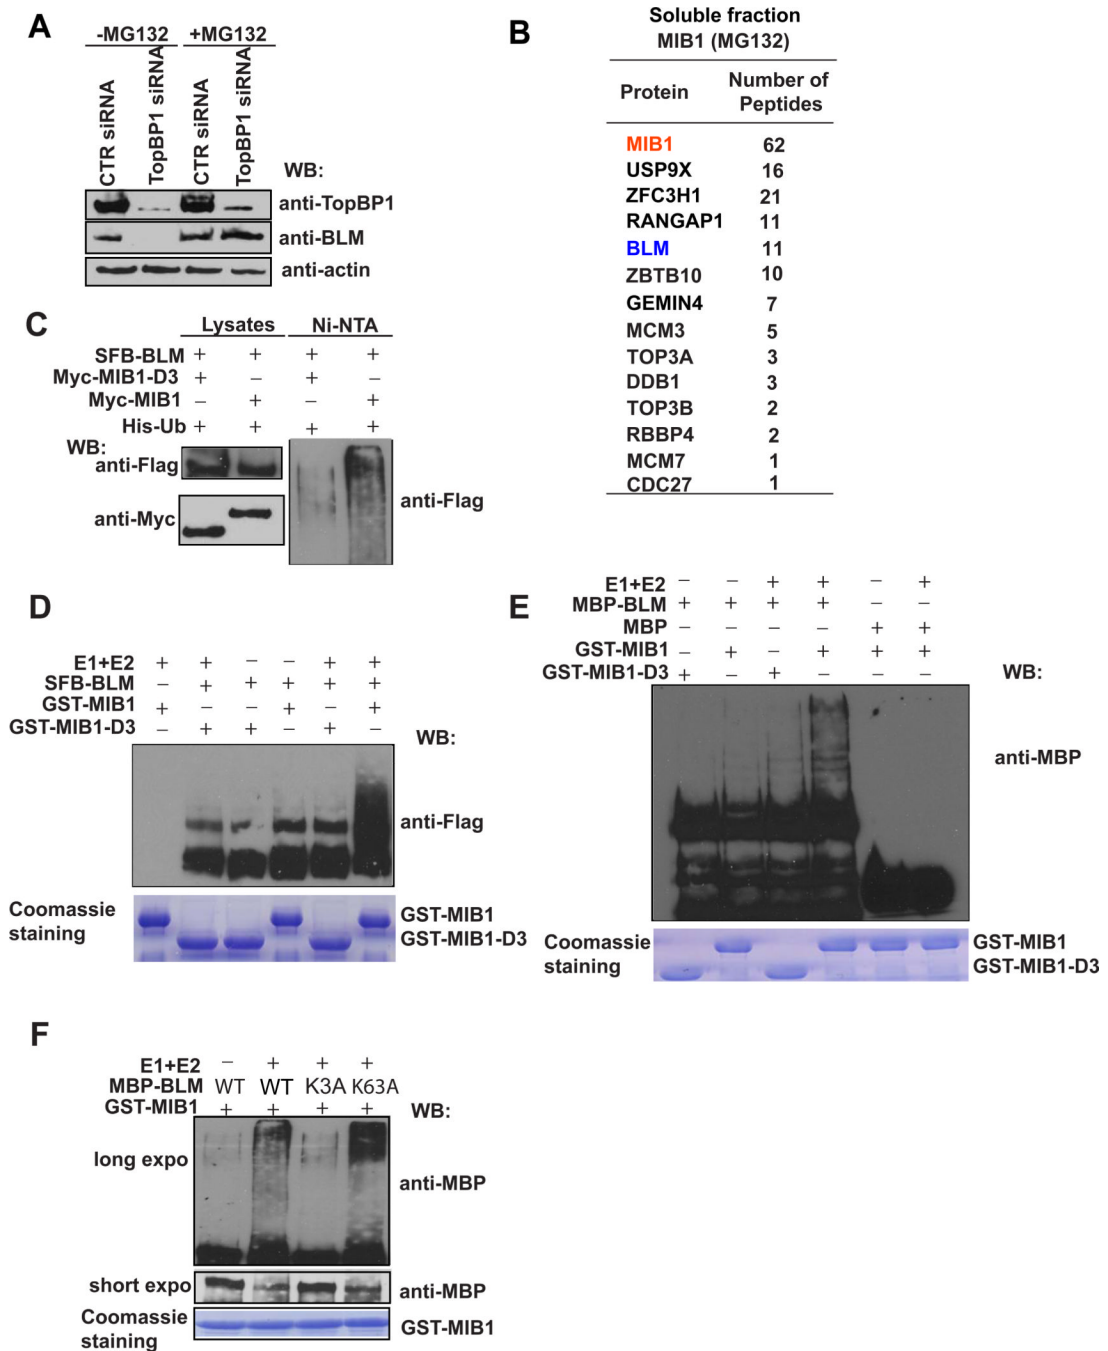 A
-MG132 +MG132
CTR siRNA
TopBP1 siRNA
CTR siRNA
TopBP1 siRNA
WB:
anti-TopBP1
anti-BLM
anti-actin
B
Soluble fraction
MIB1 (MG132)
Protein Number of Peptides
MIB1 62
USP9X 16
ZFC3H1 21
RANGAP1 11
BLM 11
ZBTB10 10
GEMIN4 7
MCM3 5
TOP3A 3
DDB1 3
TOP3B 2
RBBP4 2
MCM7 1
CDC27 1
C
Lysates Ni-NTA
SFB-BLM + + + +
Myc-MIB1-D3 + – + –
Myc-MIB1 – + – +
His-Ub + + + +
WB:
anti-Flag
anti-Myc
anti-Flag
D
E1+E2 + + – – + +
SFB-BLM – + + + + +
GST-MIB1 + – – + – +
GST-MIB1-D3 – + + – + –
WB:
anti-Flag
Coomassie
staining
GST-MIB1
GST-MIB1-D3
E
E1+E2 – – + + – +
MBP-BLM + + + + – –
MBP – – – – + +
GST-MIB1 – + – + + +
GST-MIB1-D3 + – + – – –
WB:
anti-MBP
Coomassie
staining
GST-MIB1
GST-MIB1-D3
F
E1+E2 – + + +
MBP-BLM WT WT K3A K63A
GST-MIB1 + + + +
WB:
long expo
anti-MBP
short expo
anti-MBP
Coomassie
staining
GST-MIB1